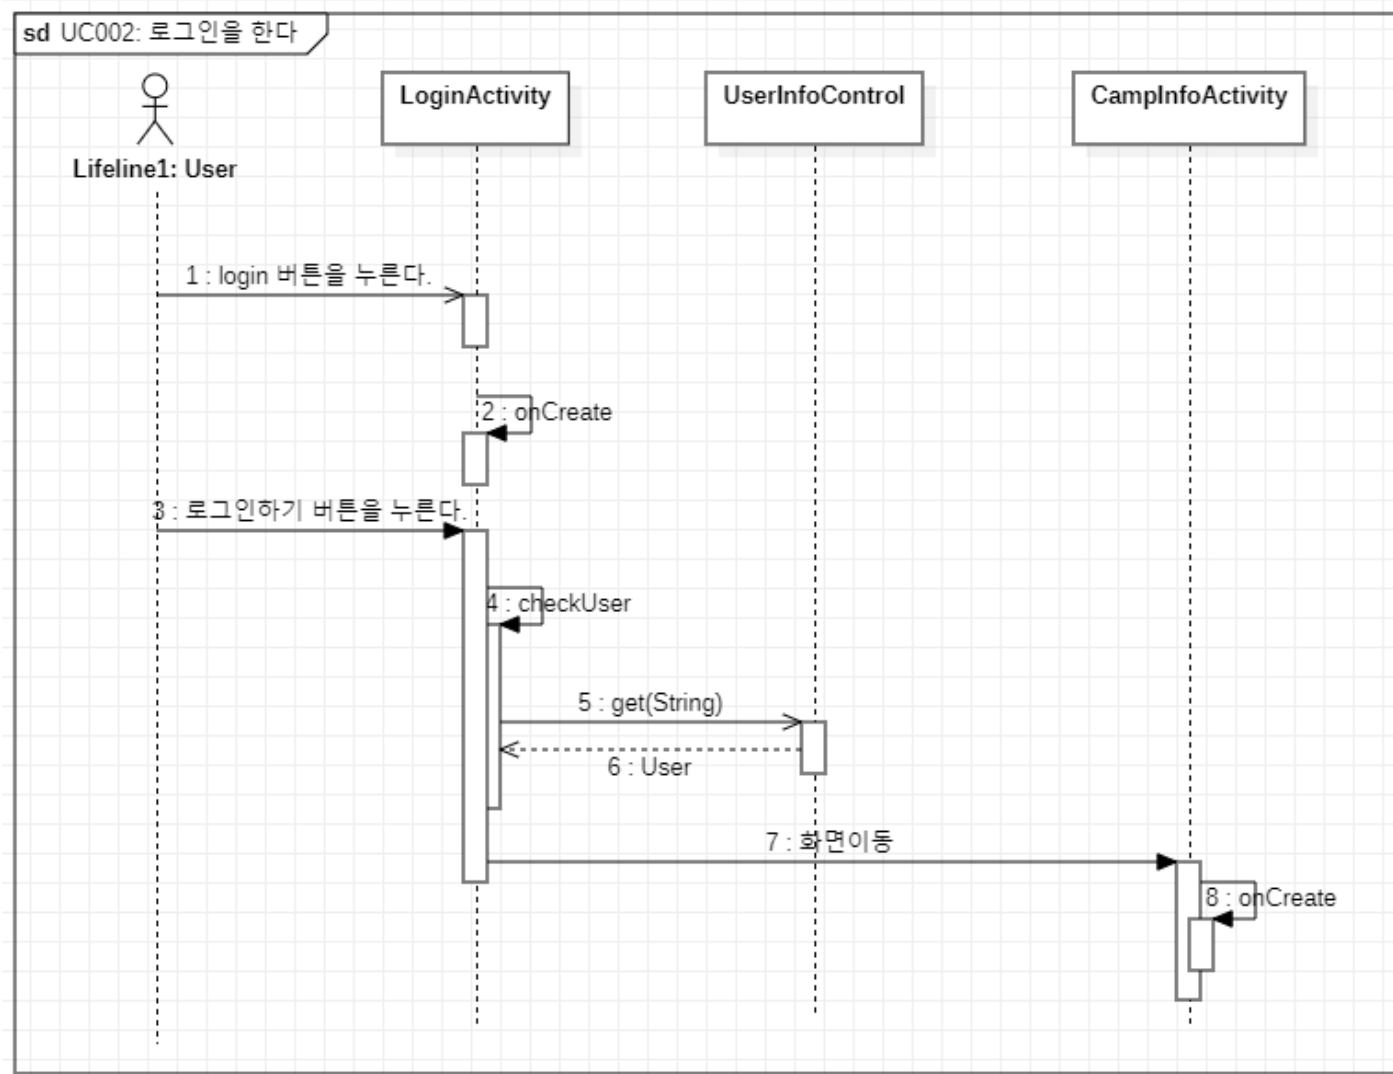 sd UC002: 로그인을 한다
LoginActivity
UserInfoControl
CampInfoActivity
Lifeline1: User
1 : login 버튼을 누른다.
2 : onCreate
3 : 로그인하기 버튼을 누른다.
4 : checkUser
5 : get(String)
6 : User
7 : 화면이동
8 : onCreate